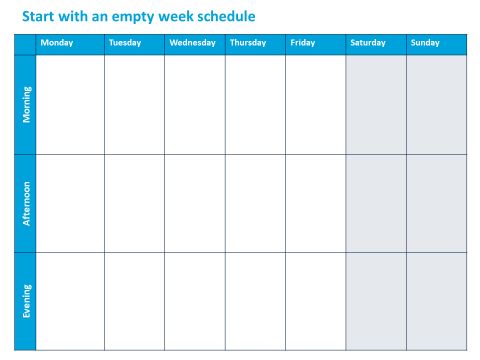 Start with an empty week schedule
Monday Tuesday Wednesday Thursday Friday Saturday Sunday
Morning
Afternoon
Evening